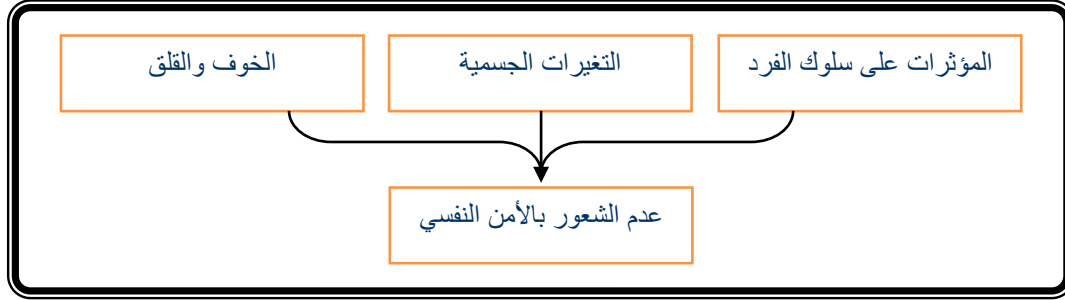 المؤثرات على سلوك الفرد
التغيرات الجسمية
الخوف والقلق
عدم الشعور بالأمن النفسي